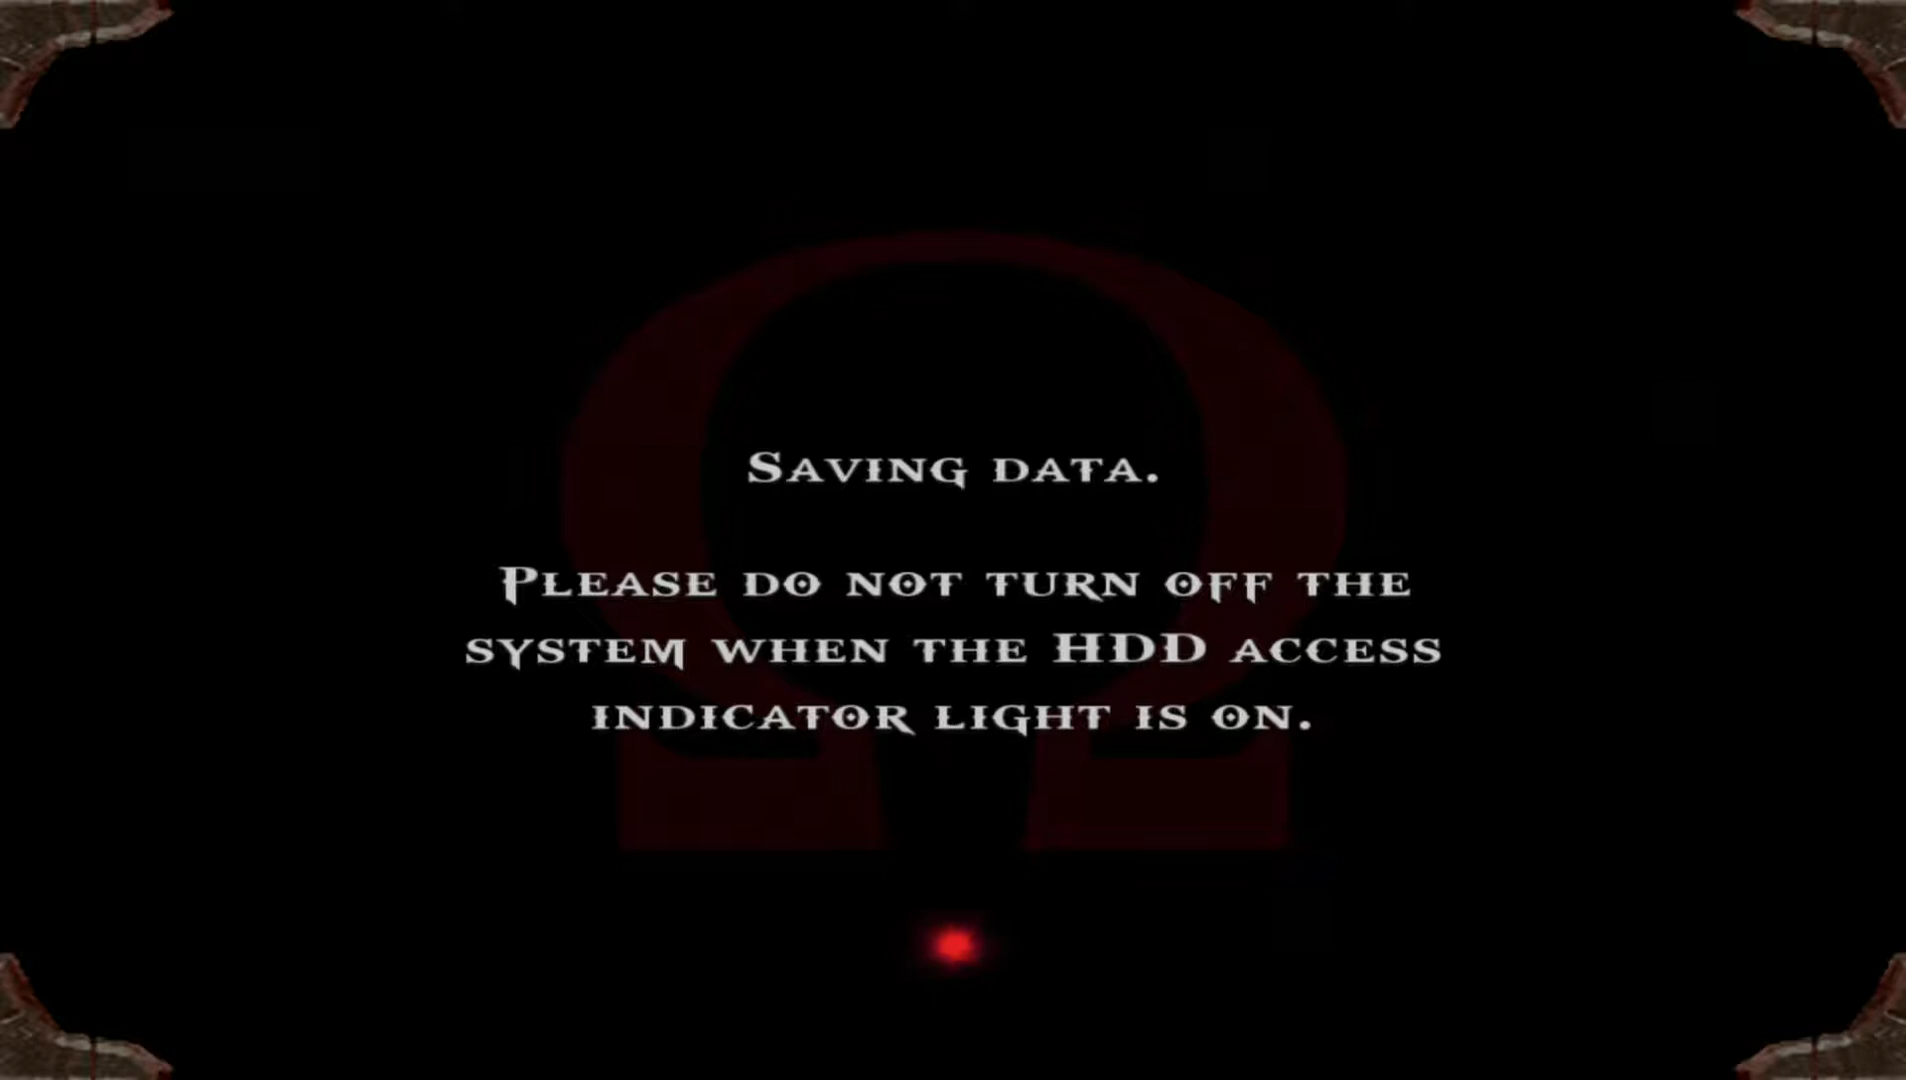 Saving data.
Please do not turn off the
system when the HDD access
indicator light is on.